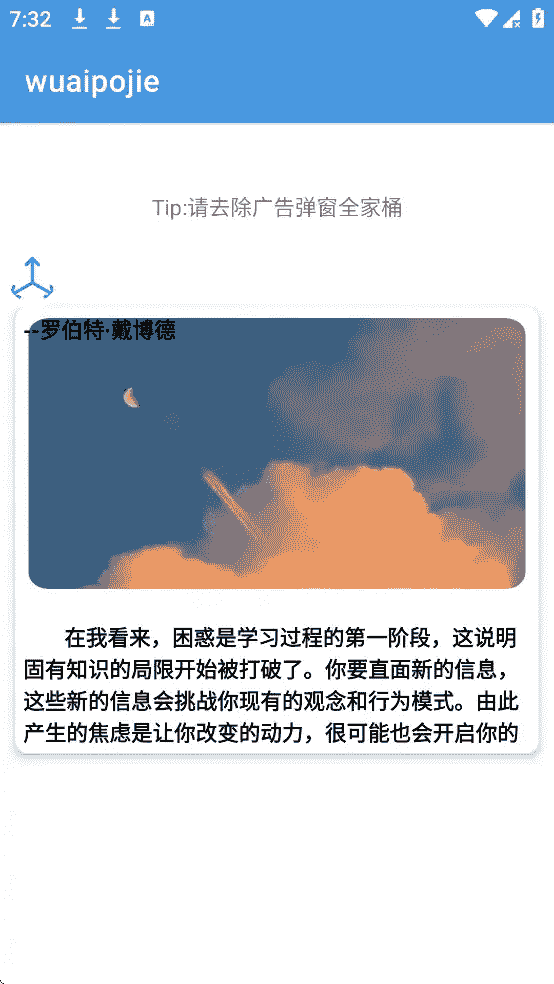 7:32
A
wuaipojie
Tip:请去除广告弹窗全家桶
--罗伯特·戴博德
在我看来，困惑是学习过程的第一阶段，这说明
固有知识的局限开始被打破了。你要直面新的信息，
这些新的信息会挑战你现有的观念和行为模式。由此
产生的焦虑是让你改变的动力，很可能也会开启你的